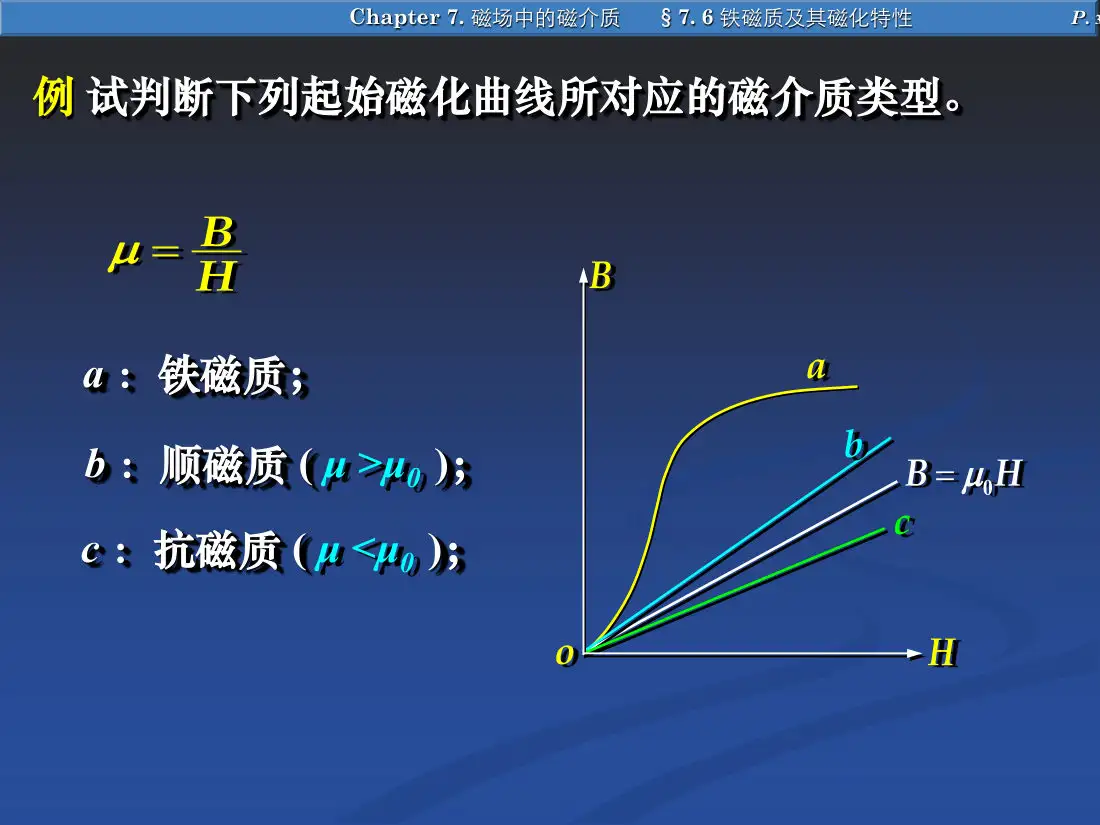 Chapter 7. 磁场中的磁介质 § 7. 6 铁磁质及其磁化特性 P. 3
例 试判断下列起始磁化曲线所对应的磁介质类型。
μ = B/H
a : 铁磁质;
b : 顺磁质 ( μ >μ0 );
c : 抗磁质 ( μ <μ0 );
B
a
b
B = μ0H
c
o
H